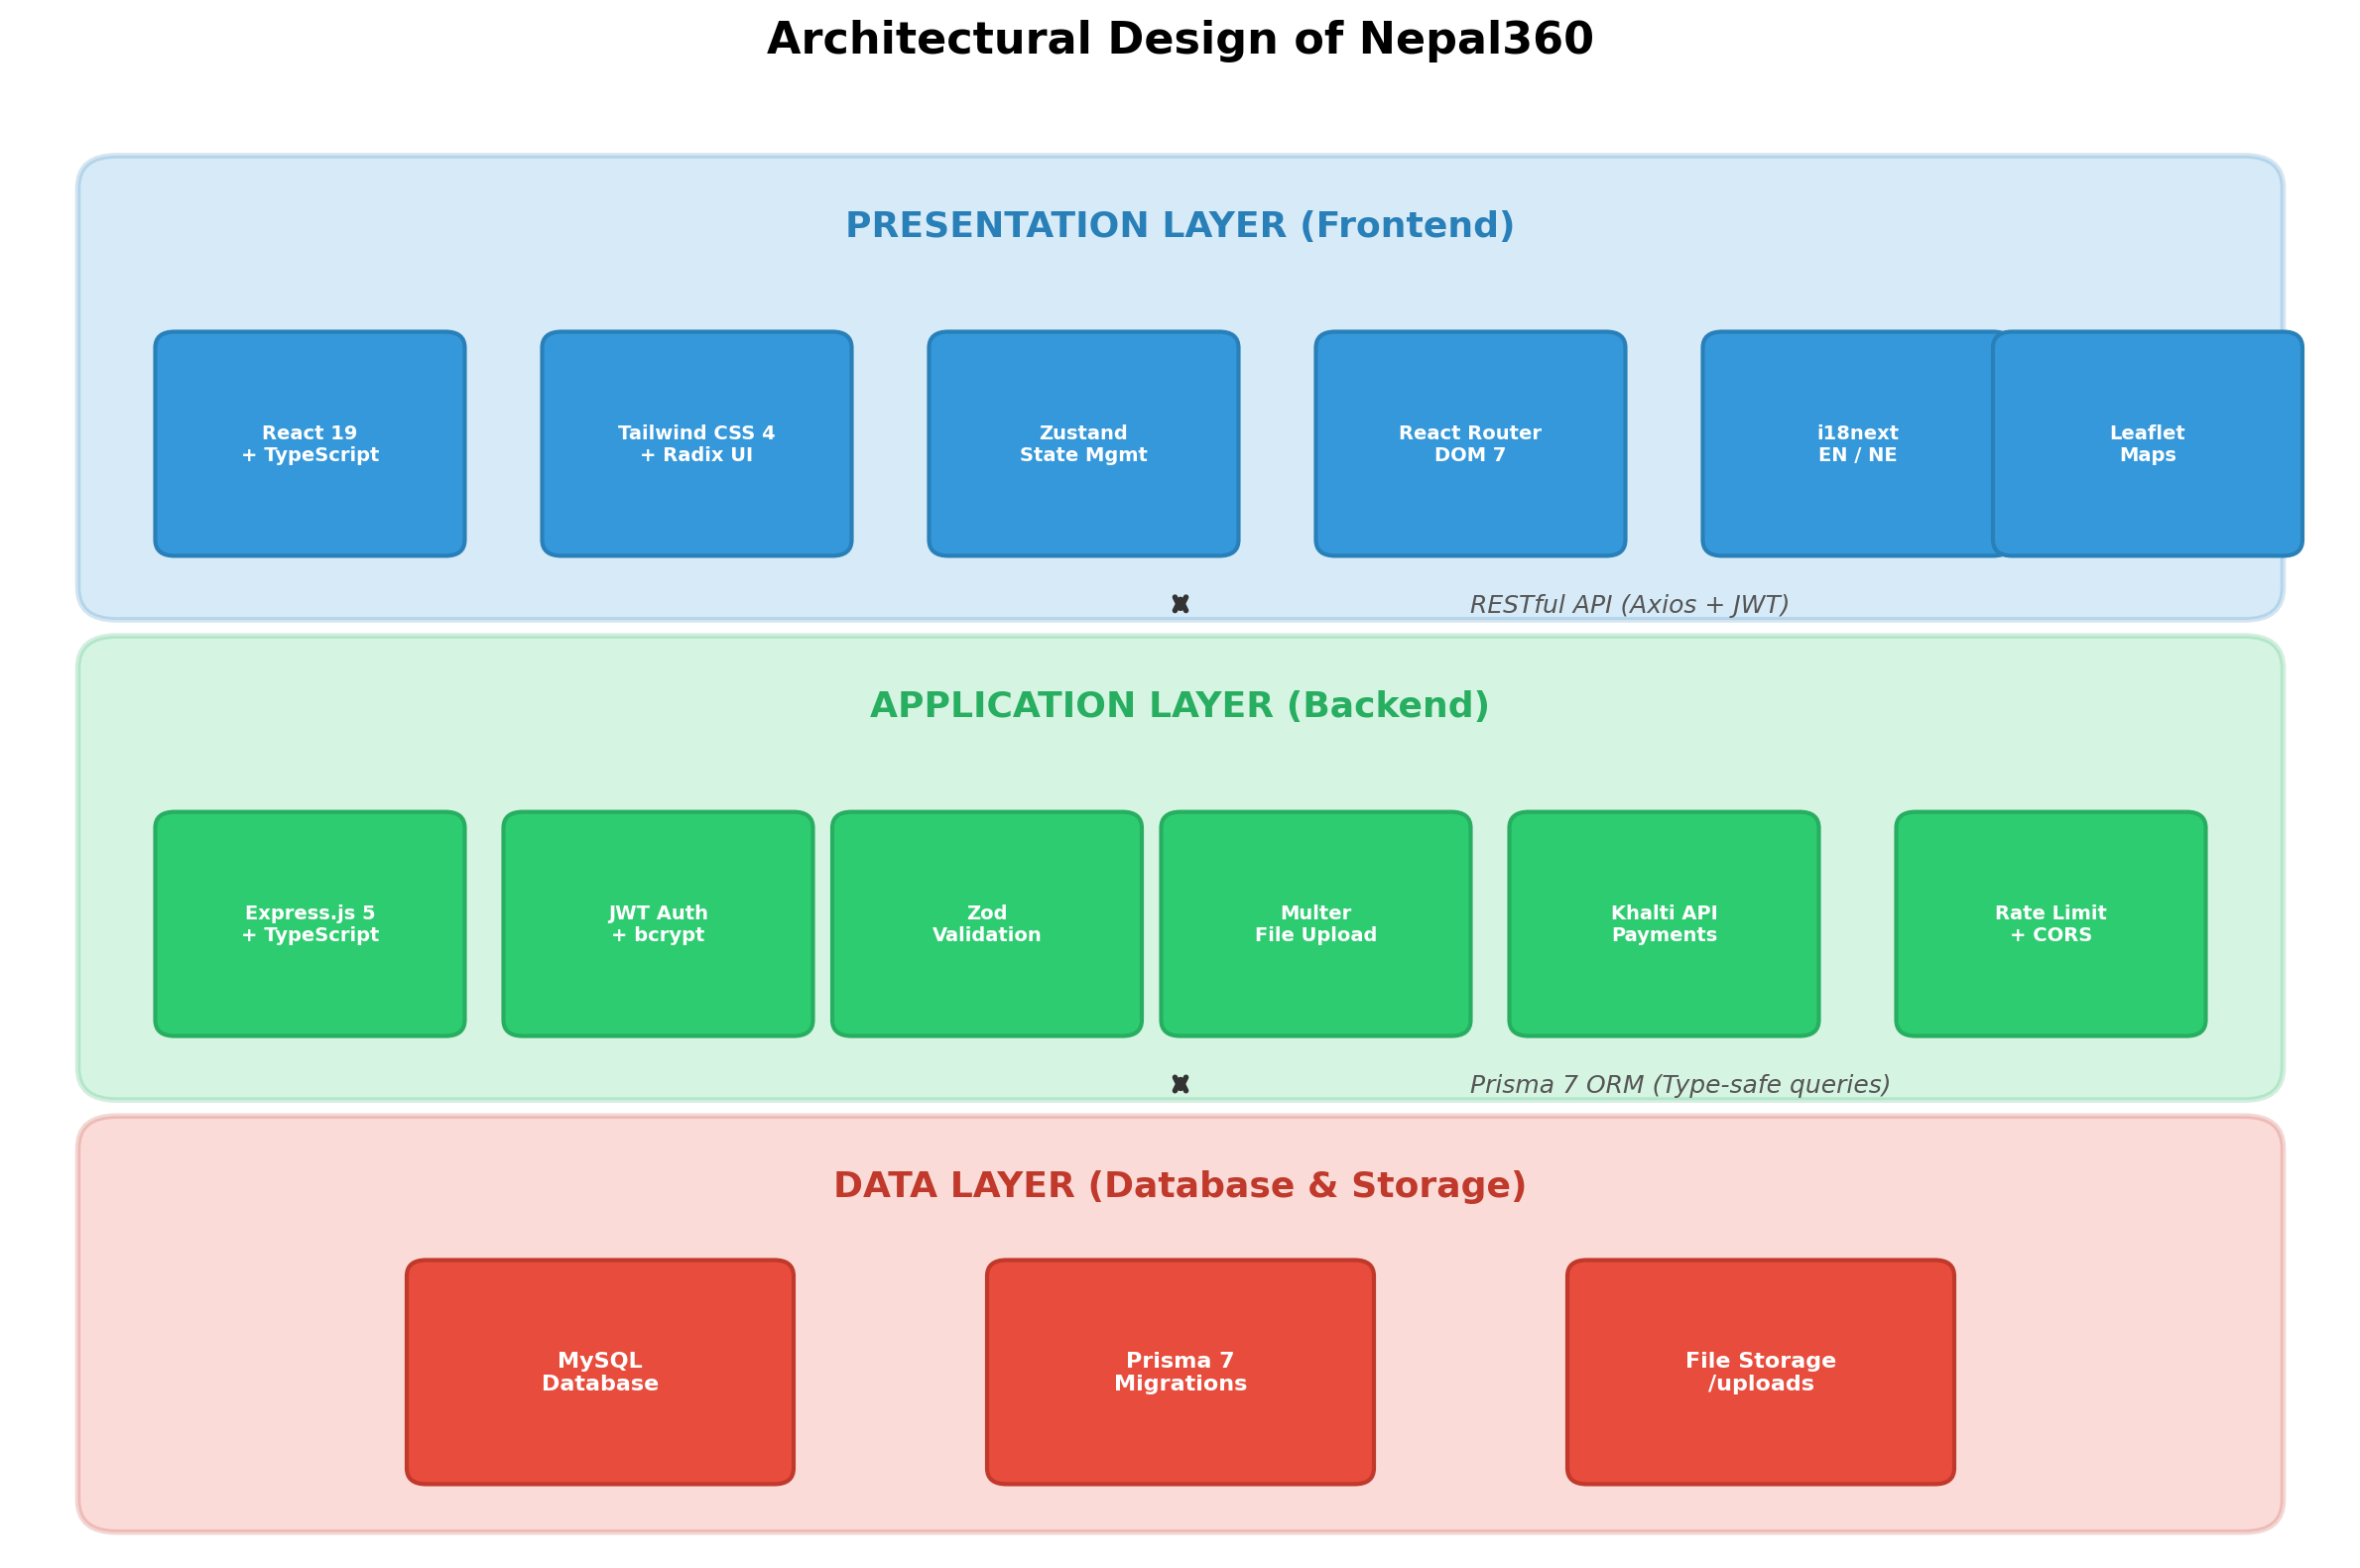 Architectural Design of Nepal360
PRESENTATION LAYER (Frontend)
React 19
+ TypeScript
Tailwind CSS 4
+ Radix UI
Zustand
State Mgmt
React Router
DOM 7
i18next
EN / NE
Leaflet
Maps
RESTful API (Axios + JWT)
APPLICATION LAYER (Backend)
Express.js 5
+ TypeScript
JWT Auth
+ bcrypt
Zod
Validation
Multer
File Upload
Khalti API
Payments
Rate Limit
+ CORS
Prisma 7 ORM (Type-safe queries)
DATA LAYER (Database & Storage)
MySQL
Database
Prisma 7
Migrations
File Storage
/uploads